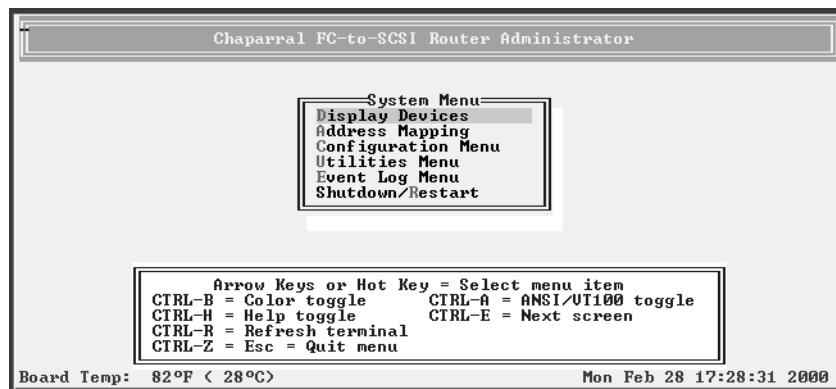 Chaparral FC-to-SCSI Router Administrator
System Menu
Display Devices
Address Mapping
Configuration Menu
Utilities Menu
Event Log Menu
Shutdown/Restart
Arrow Keys or Hot Key = Select menu item
CTRL-B = Color toggle CTRL-A = ANSI/VT100 toggle
CTRL-H = Help toggle CTRL-E = Next screen
CTRL-R = Refresh terminal
CTRL-Z = Esc = Quit menu
Board Temp: 82ºF ( 28ºC) Mon Feb 28 17:28:31 2000